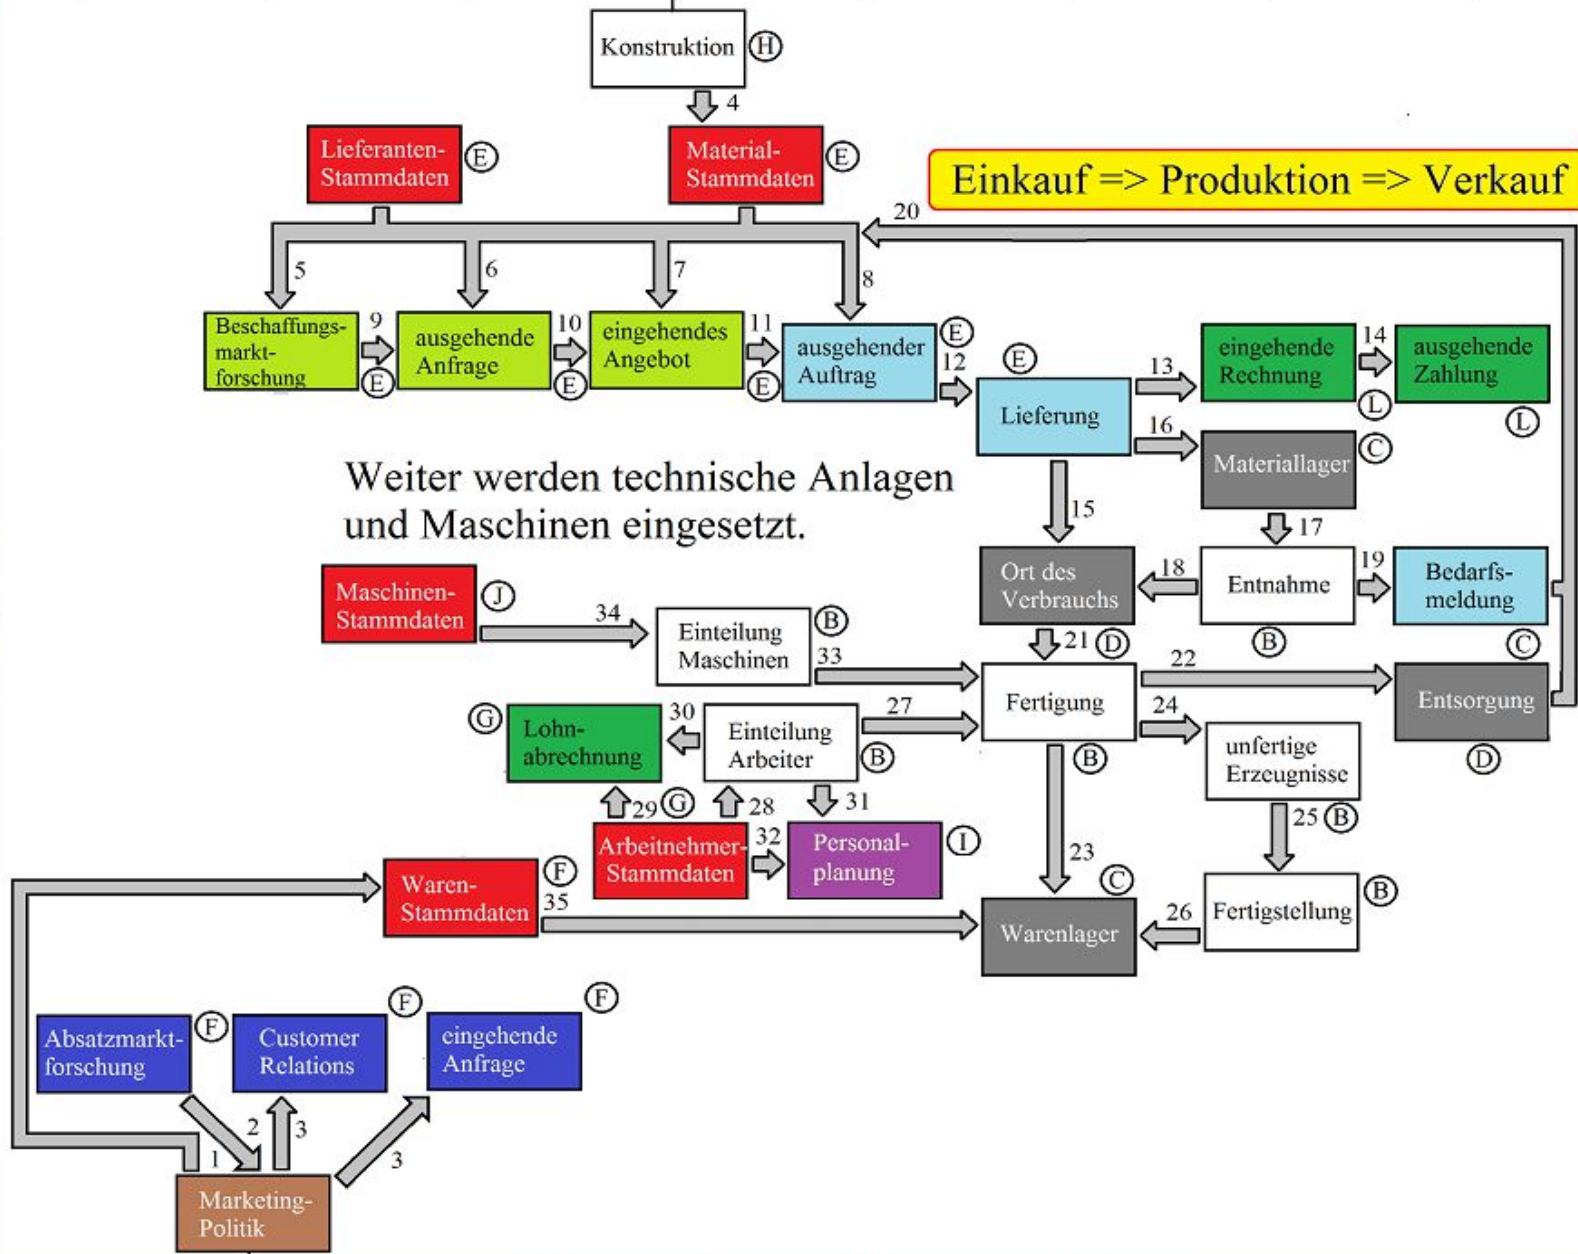 Konstruktion
H
4
Lieferanten-
Stammdaten
E
Material-
Stammdaten
E
Einkauf => Produktion => Verkauf
20
5
6
7
8
Beschaffungs-
markt-
forschung
9
E
ausgehende
Anfrage
10
E
eingehendes
Angebot
11
E
ausgehender
Auftrag
E
12
E
Lieferung
13
eingehende
Rechnung
14
L
ausgehende
Zahlung
L
16
Materiallager
C
Weiter werden technische Anlagen
und Maschinen eingesetzt.
15
17
Ort des
Verbrauchs
18
Entnahme
B
19
Bedarfs-
meldung
C
Maschinen-
Stammdaten
J
34
Einteilung
Maschinen
B
33
21
D
Fertigung
B
22
Entsorgung
D
24
unfertige
Erzeugnisse
25
B
G
Lohn-
abrechnung
30
Einteilung
Arbeiter
B
27
29
G
28
31
Arbeitnehmer-
Stammdaten
32
Personal-
planung
I
23
Waren-
Stammdaten
F
35
C
Warenlager
26
Fertigstellung
B
Absatzmarkt-
forschung
F
Customer
Relations
F
eingehende
Anfrage
F
1
2
3
3
Marketing-
Politik